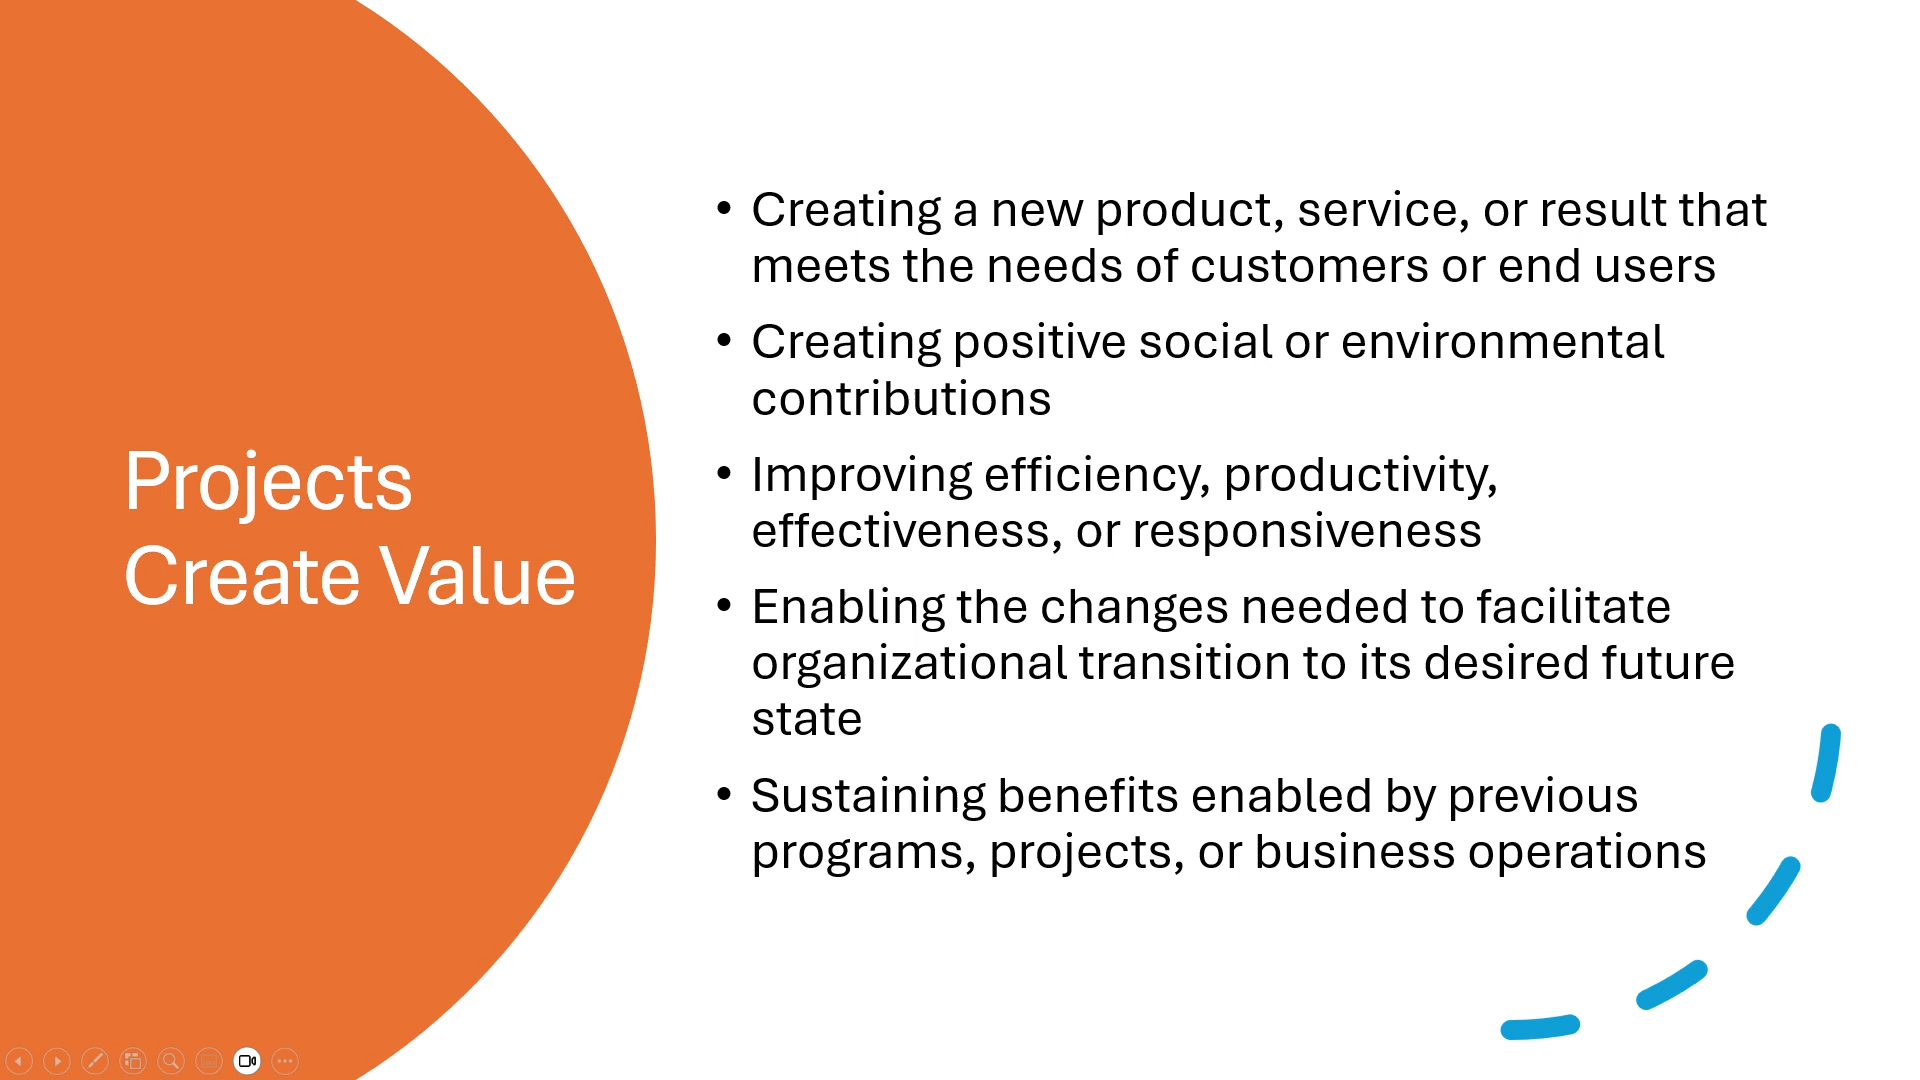 Projects
Create Value
• Creating a new product, service, or result that
meets the needs of customers or end users
• Creating positive social or environmental
contributions
• Improving efficiency, productivity,
effectiveness, or responsiveness
• Enabling the changes needed to facilitate
organizational transition to its desired future
state
• Sustaining benefits enabled by previous
programs, projects, or business operations